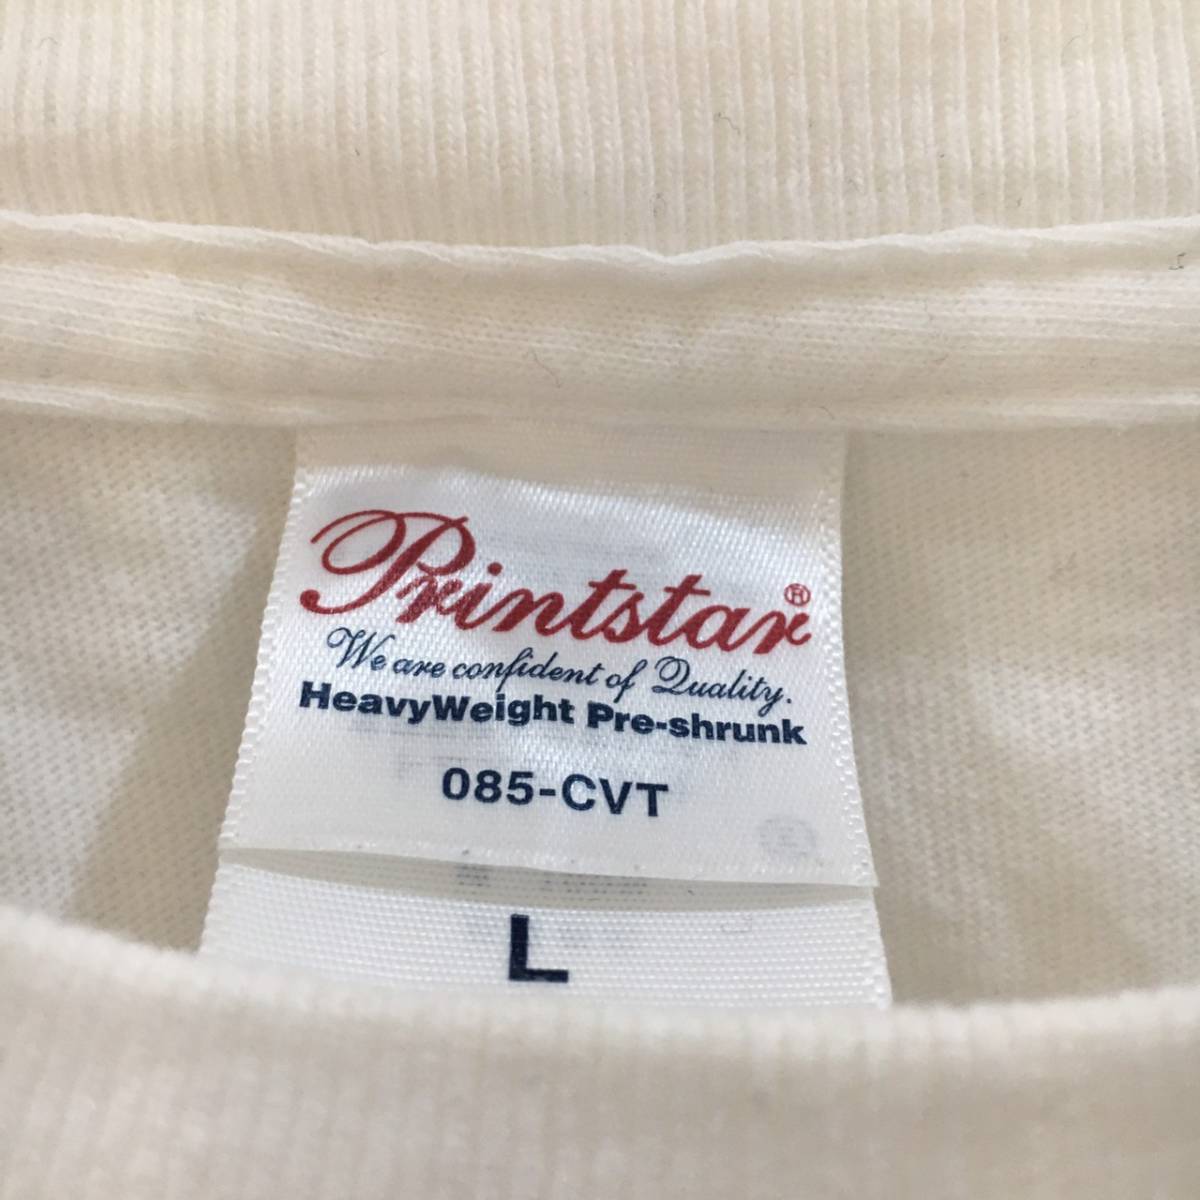 Printstar®
We are confident of Quality.
HeavyWeight Pre-shrunk
085-CVT
L